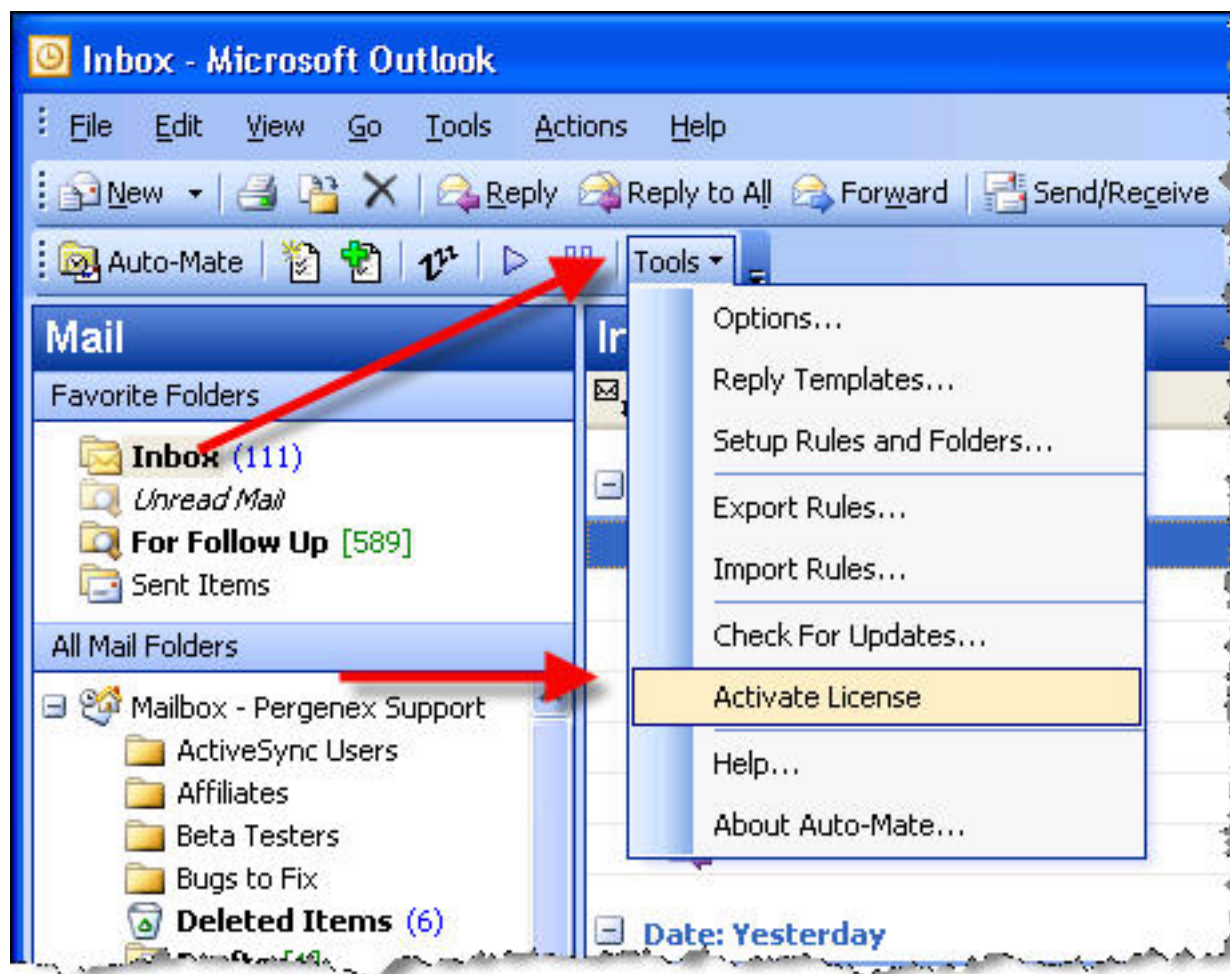 Inbox - Microsoft Outlook
File Edit View Go Tools Actions Help
New Reply Reply to All Forward Send/Receive
Auto-Mate Tools
Mail
Favorite Folders
Inbox (111)
Unread Mail
For Follow Up [589]
Sent Items
All Mail Folders
Mailbox - Pergenex Support
ActiveSync Users
Affiliates
Beta Testers
Bugs to Fix
Deleted Items (6)
Options...
Reply Templates...
Setup Rules and Folders...
Export Rules...
Import Rules...
Check For Updates...
Activate License
Help...
About Auto-Mate...
Date: Yesterday